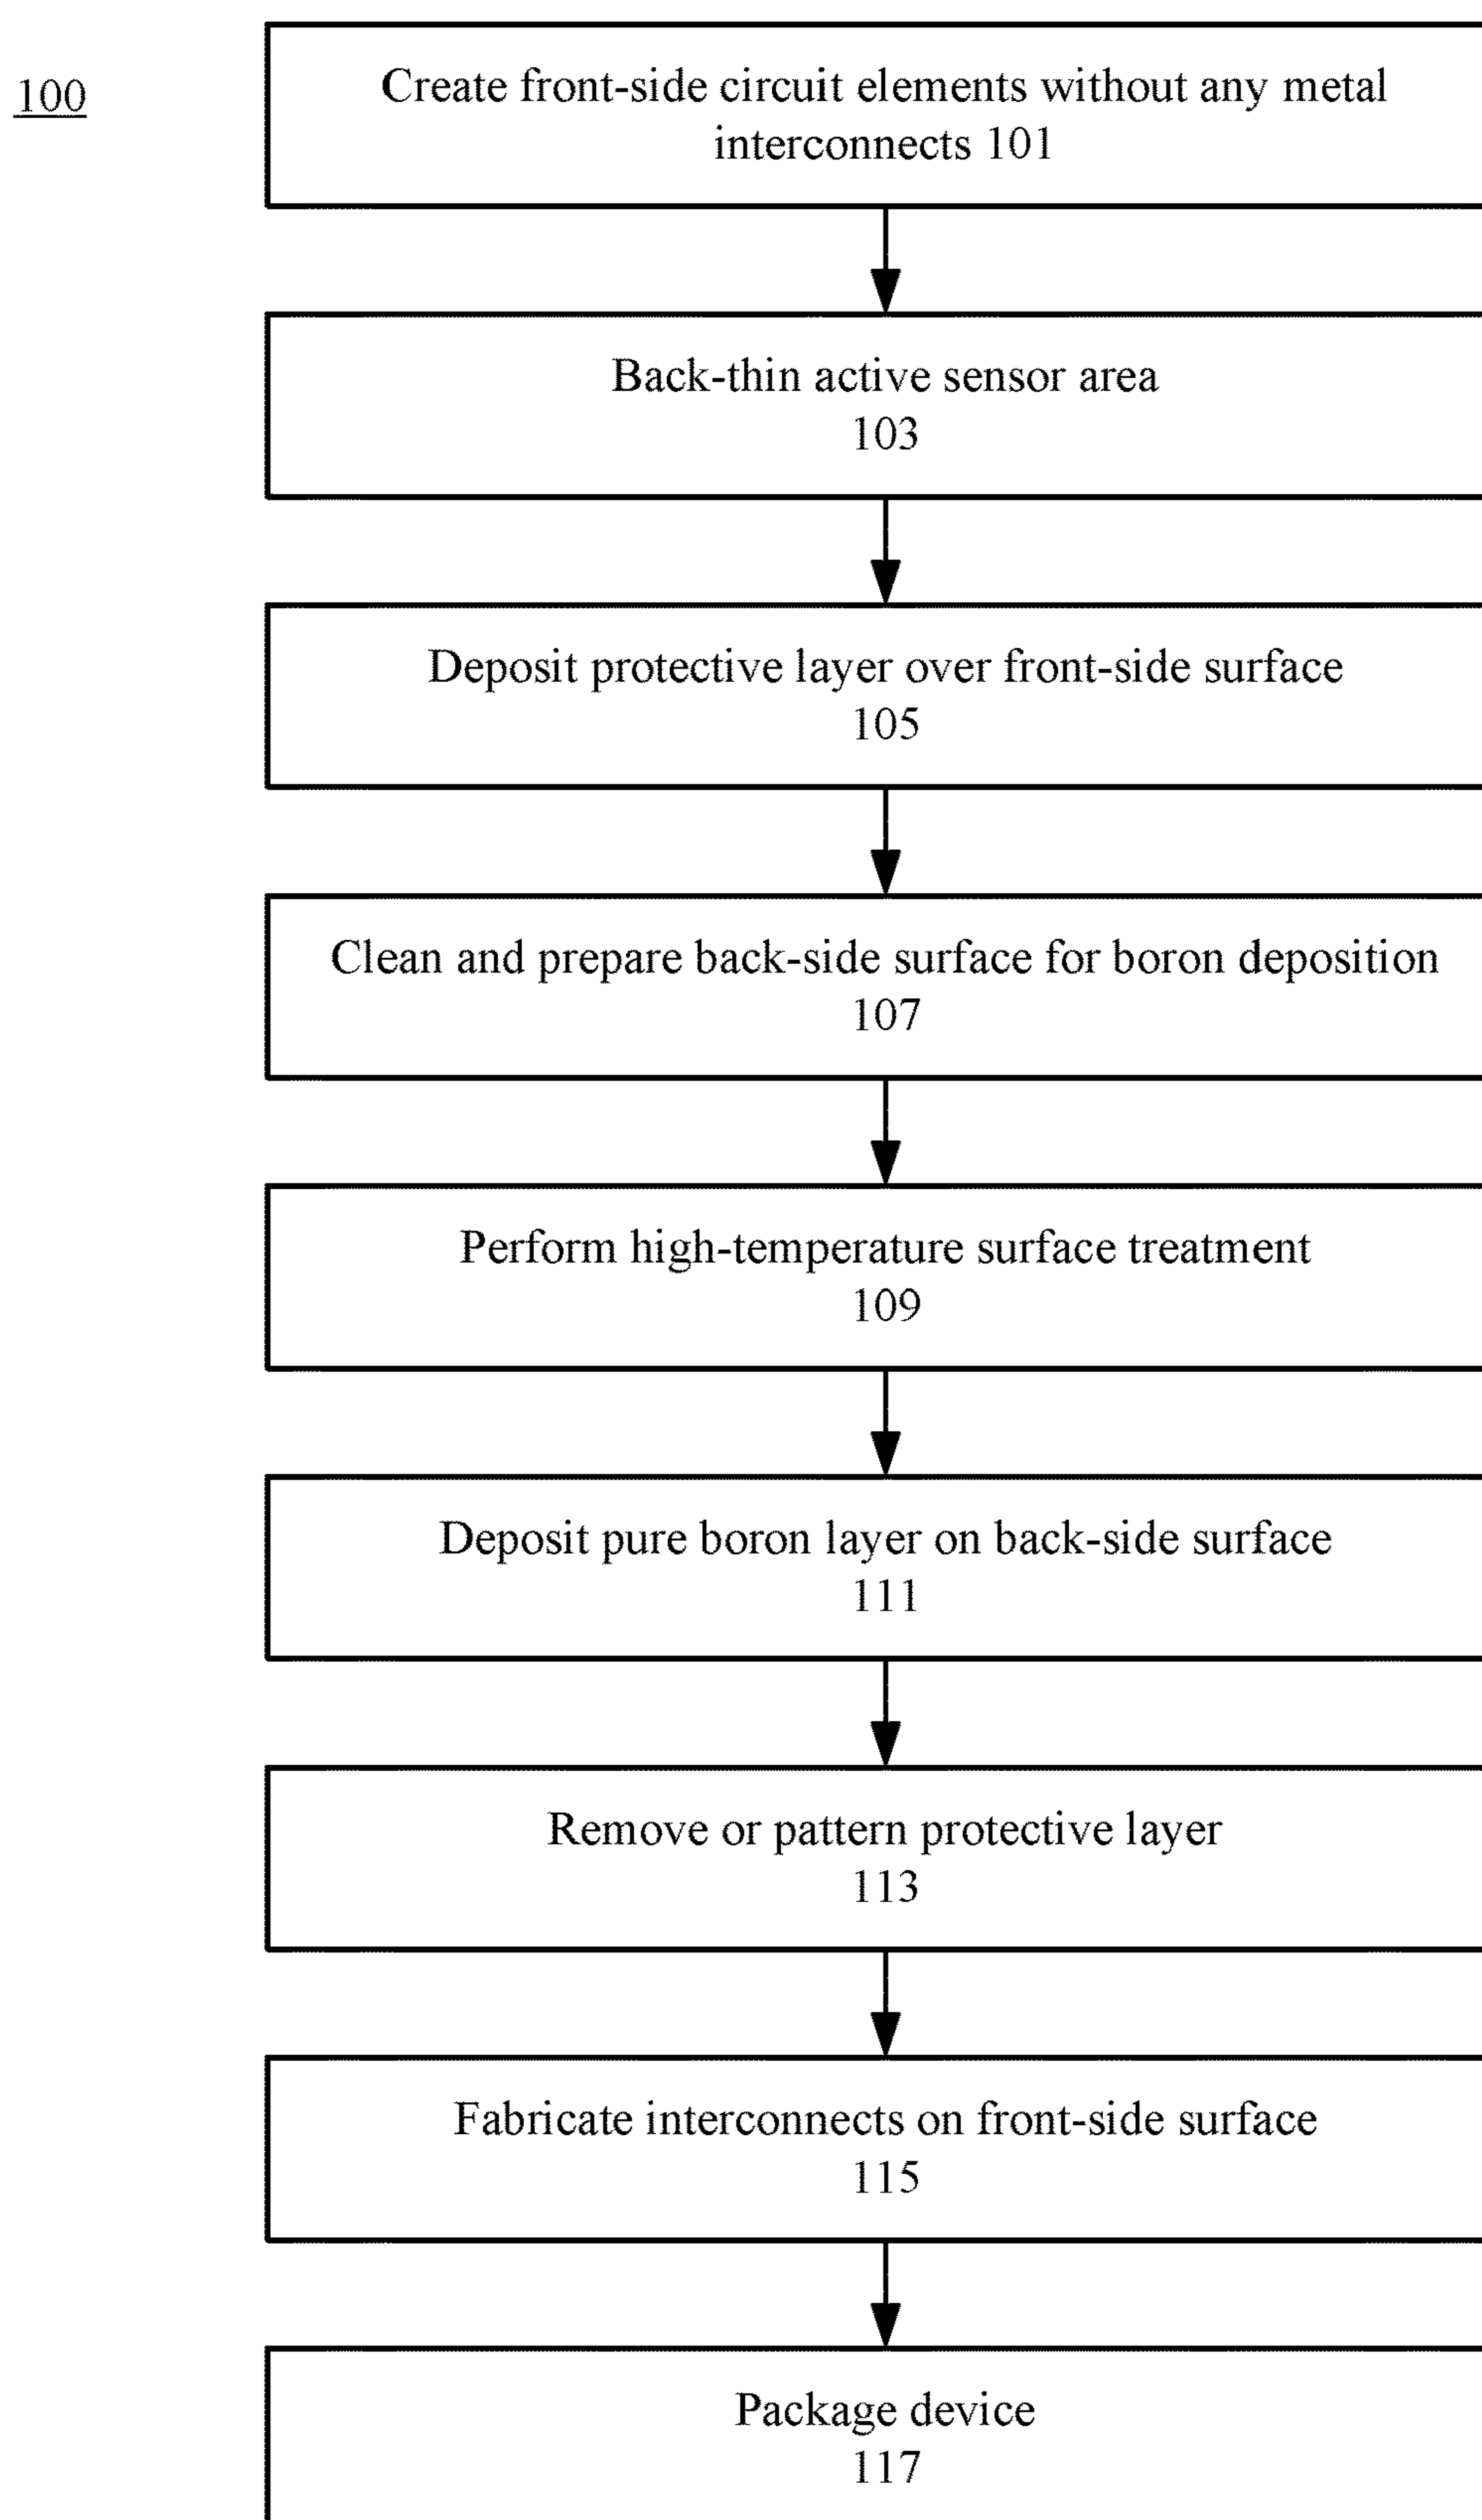 100
Create front-side circuit elements without any metal
interconnects 101
Back-thin active sensor area
103
Deposit protective layer over front-side surface
105
Clean and prepare back-side surface for boron deposition
107
Perform high-temperature surface treatment
109
Deposit pure boron layer on back-side surface
111
Remove or pattern protective layer
113
Fabricate interconnects on front-side surface
115
Package device
117